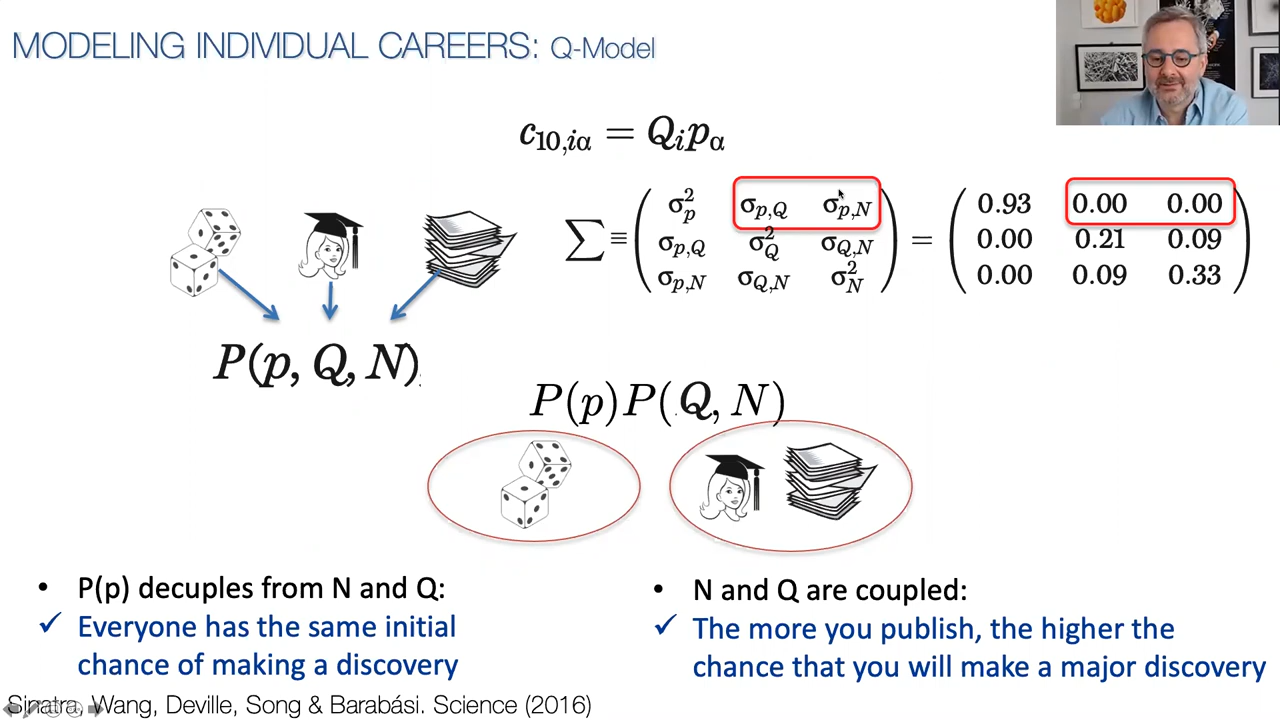 MODELING INDIVIDUAL CAREERS: Q-Model
c₁₀,ᵢα = Qᵢpα
∑ ≡ ( σ²p σp,Q σp,N ) = ( 0.93 0.00 0.00 )
( σp,Q σ²Q σQ,N ) ( 0.00 0.21 0.09 )
( σp,N σQ,N σ²N ) ( 0.00 0.09 0.33 )
P(p, Q, N)
P(p)P(Q, N)
• P(p) decuples from N and Q:
✓ Everyone has the same initial
chance of making a discovery
• N and Q are coupled:
✓ The more you publish, the higher the
chance that you will make a major discovery
Sinatra, Wang, Deville, Song & Barabási. Science (2016)